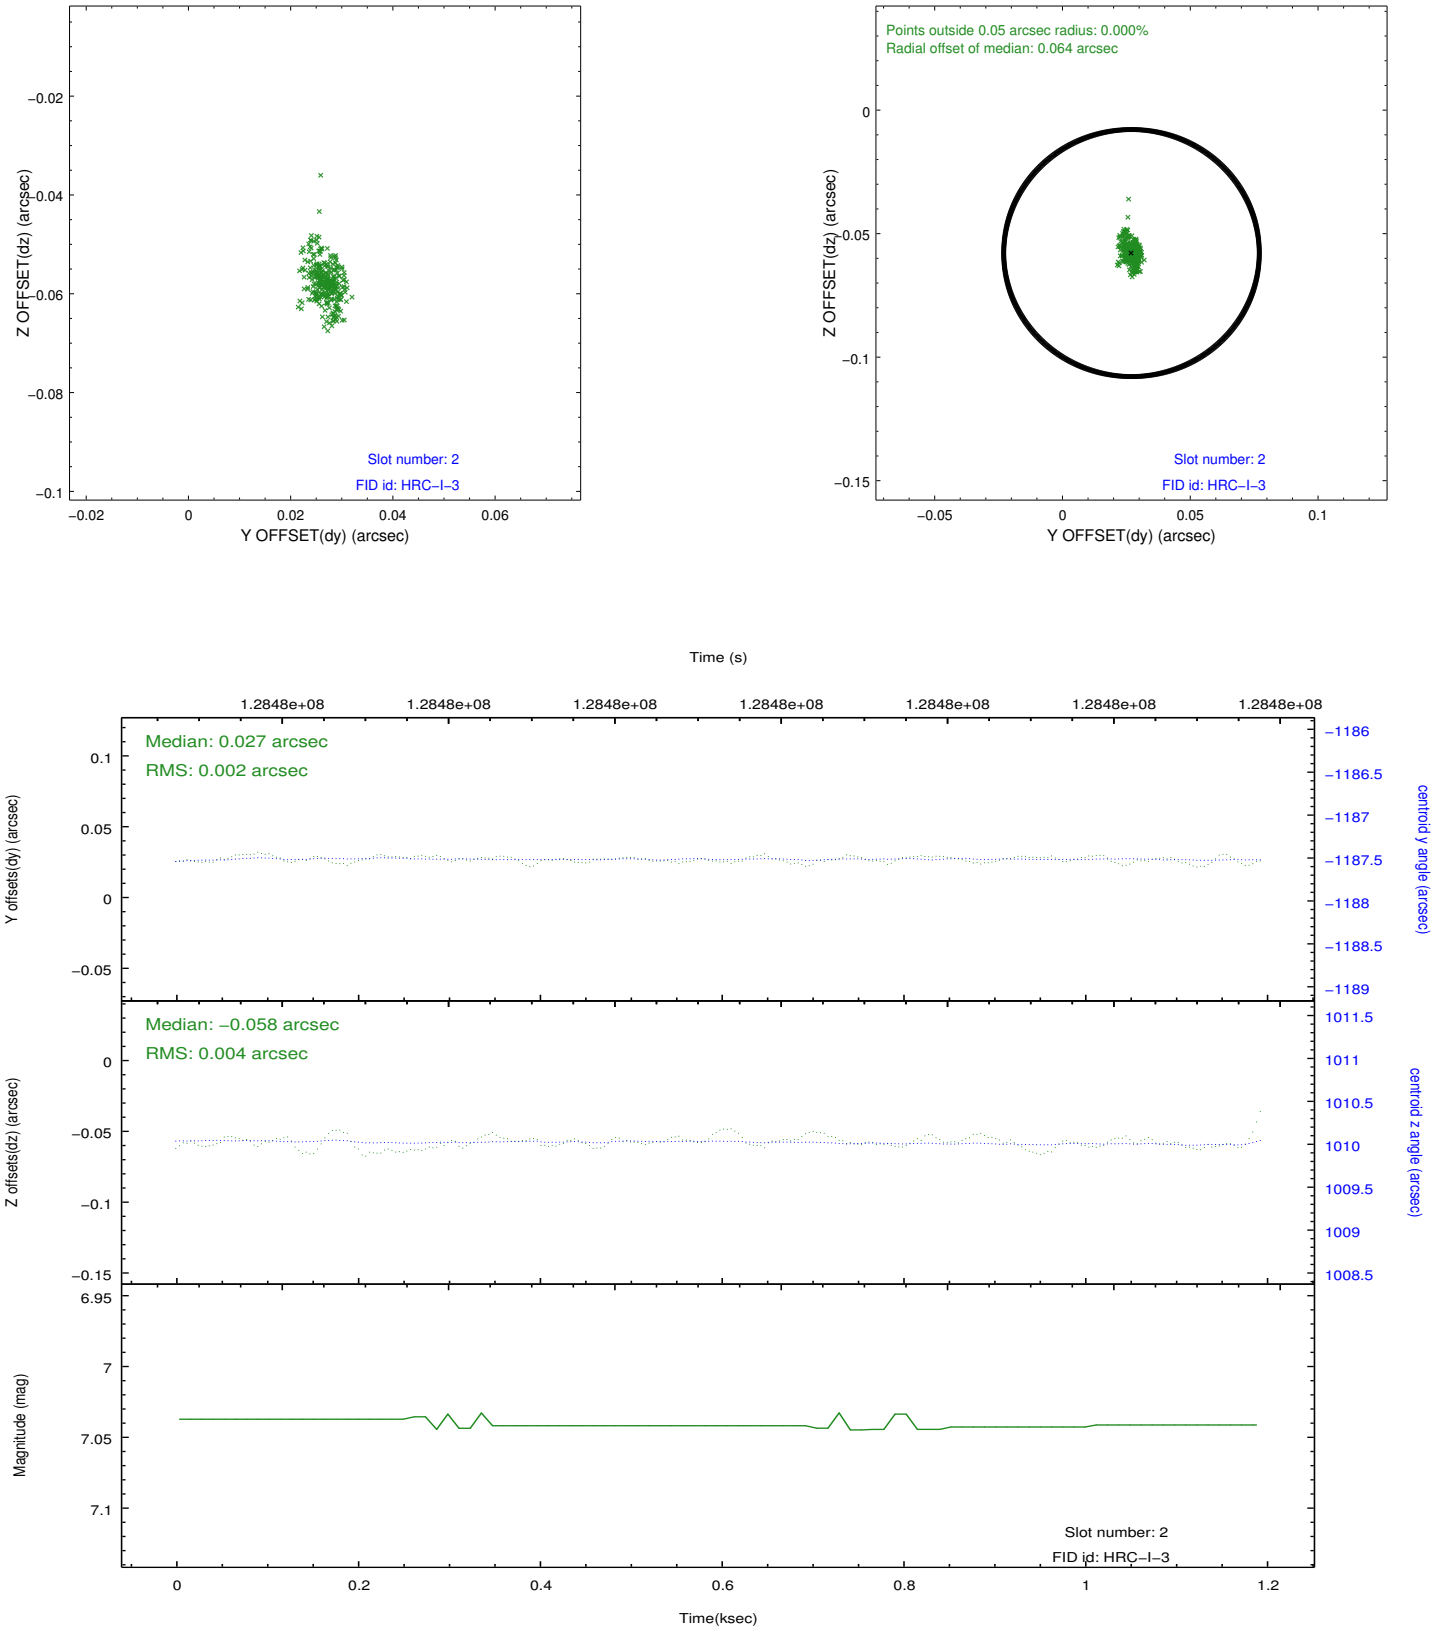 −0.02
−0.04
−0.06
−0.08
−0.1
Z OFFSET(dz) (arcsec)
Slot number: 2
FID id: HRC−I−3
−0.02 0 0.02 0.04 0.06
Y OFFSET(dy) (arcsec)
Points outside 0.05 arcsec radius: 0.000%
Radial offset of median: 0.064 arcsec
0
−0.05
−0.1
−0.15
Z OFFSET(dz) (arcsec)
Slot number: 2
FID id: HRC−I−3
−0.05 0 0.05 0.1
Y OFFSET(dy) (arcsec)
Time (s)
1.2848e+08 1.2848e+08 1.2848e+08 1.2848e+08 1.2848e+08 1.2848e+08 1.2848e+08
Median: 0.027 arcsec
RMS: 0.002 arcsec
0.1
0.05
0
−0.05
Y offsets(dy) (arcsec)
−1186
−1186.5
−1187
−1187.5
−1188
−1188.5
−1189
centroid y angle (arcsec)
Median: −0.058 arcsec
RMS: 0.004 arcsec
0
−0.05
−0.1
−0.15
Z offsets(dz) (arcsec)
1011.5
1011
1010.5
1010
1009.5
1009
1008.5
centroid z angle (arcsec)
6.95
7
7.05
7.1
Magnitude (mag)
Slot number: 2
FID id: HRC−I−3
0 0.2 0.4 0.6 0.8 1 1.2
Time(ksec)